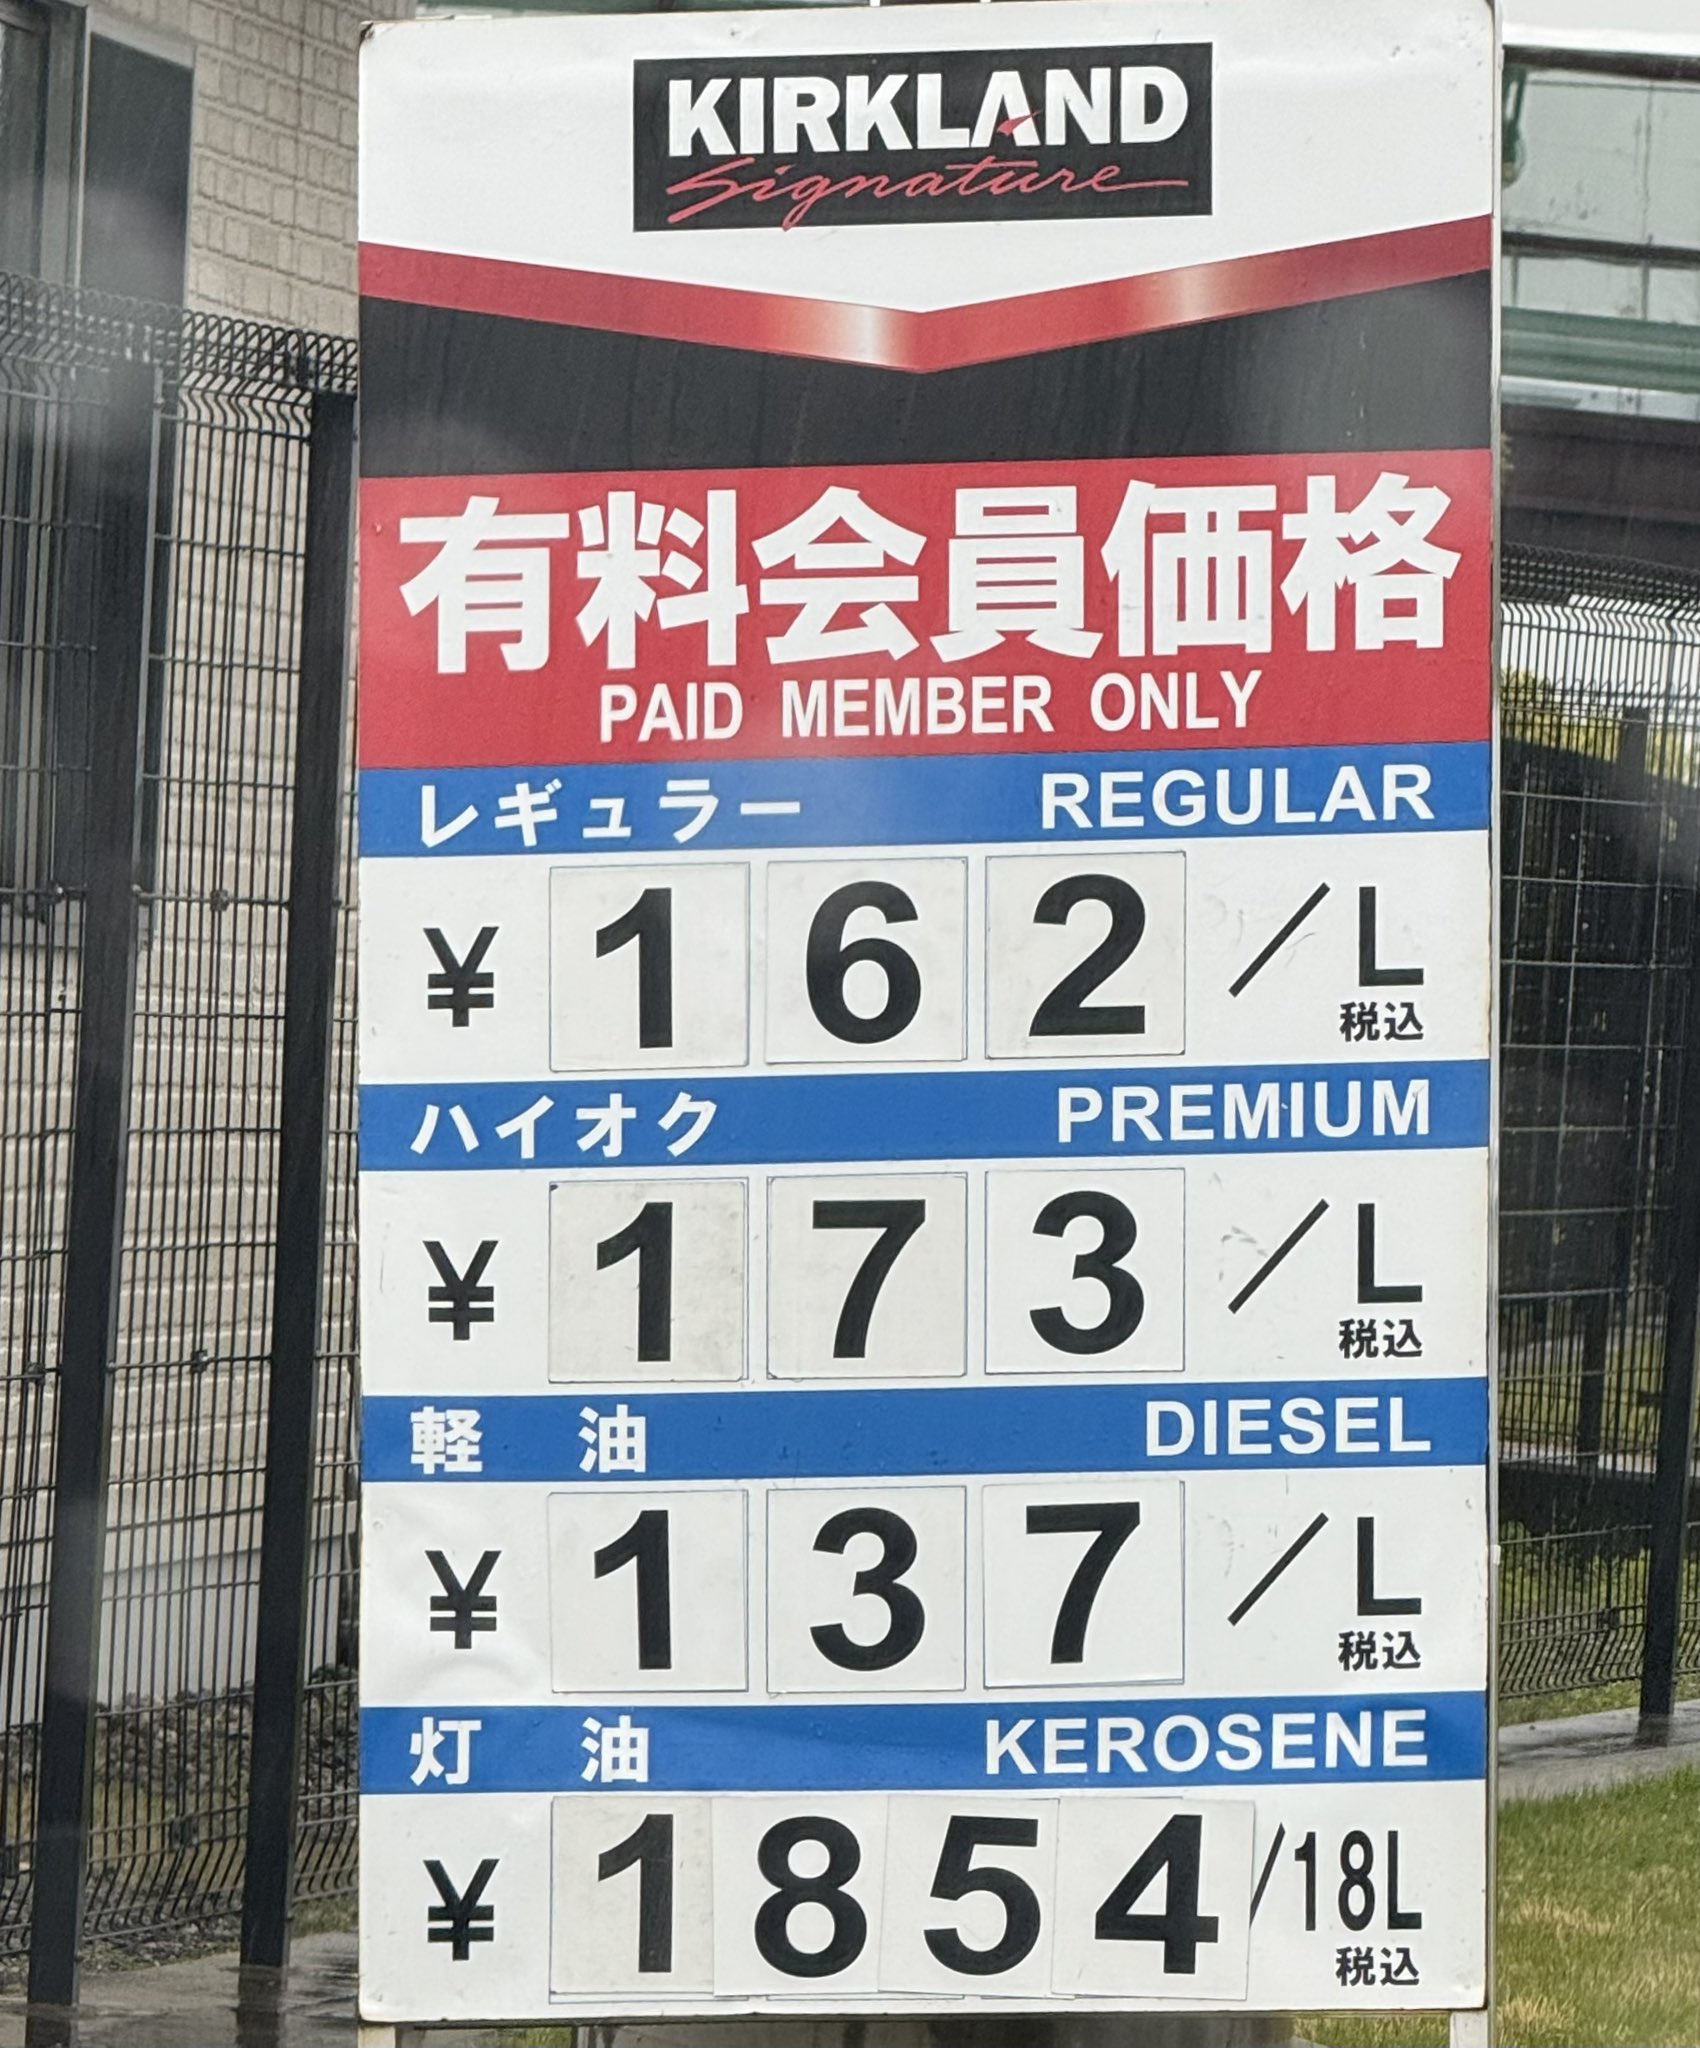 KIRKLAND
Signature
有料会員価格
PAID MEMBER ONLY
レギュラー REGULAR
¥ 162 /L
税込
ハイオク PREMIUM
¥ 173 /L
税込
軽油 DIESEL
¥ 137 /L
税込
灯油 KEROSENE
¥ 1854 /18L
税込